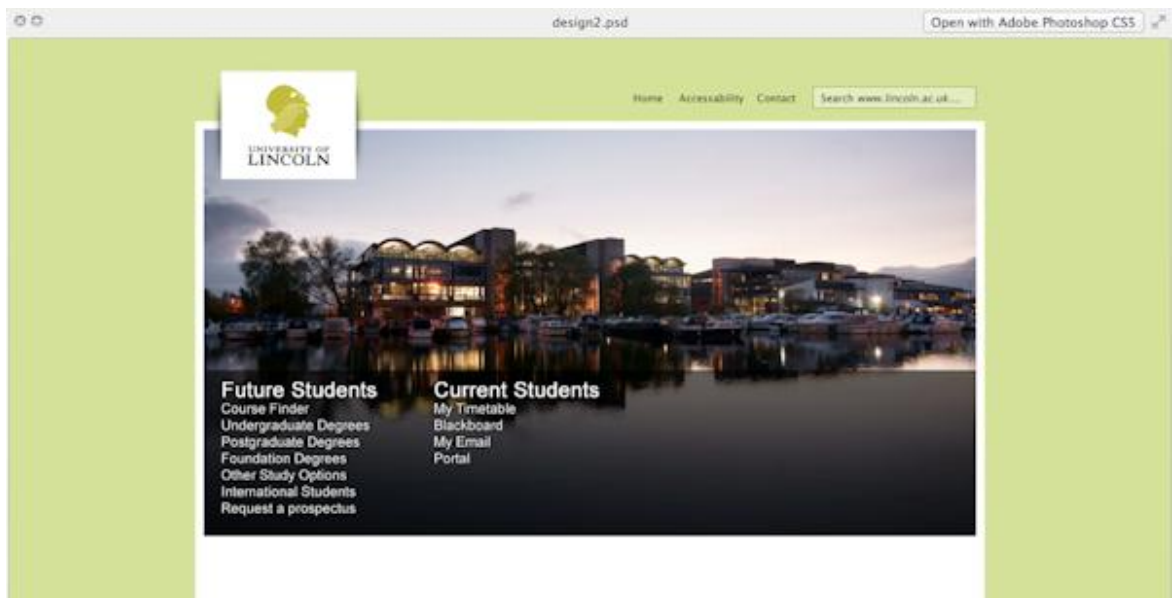 design2.psd
Open with Adobe Photoshop CS5
Home Accessability Contact Search www.lincoln.ac.uk...
UNIVERSITY OF
LINCOLN
Future Students
Course Finder
Undergraduate Degrees
Postgraduate Degrees
Foundation Degrees
Other Study Options
International Students
Request a prospectus
Current Students
My Timetable
Blackboard
My Email
Portal